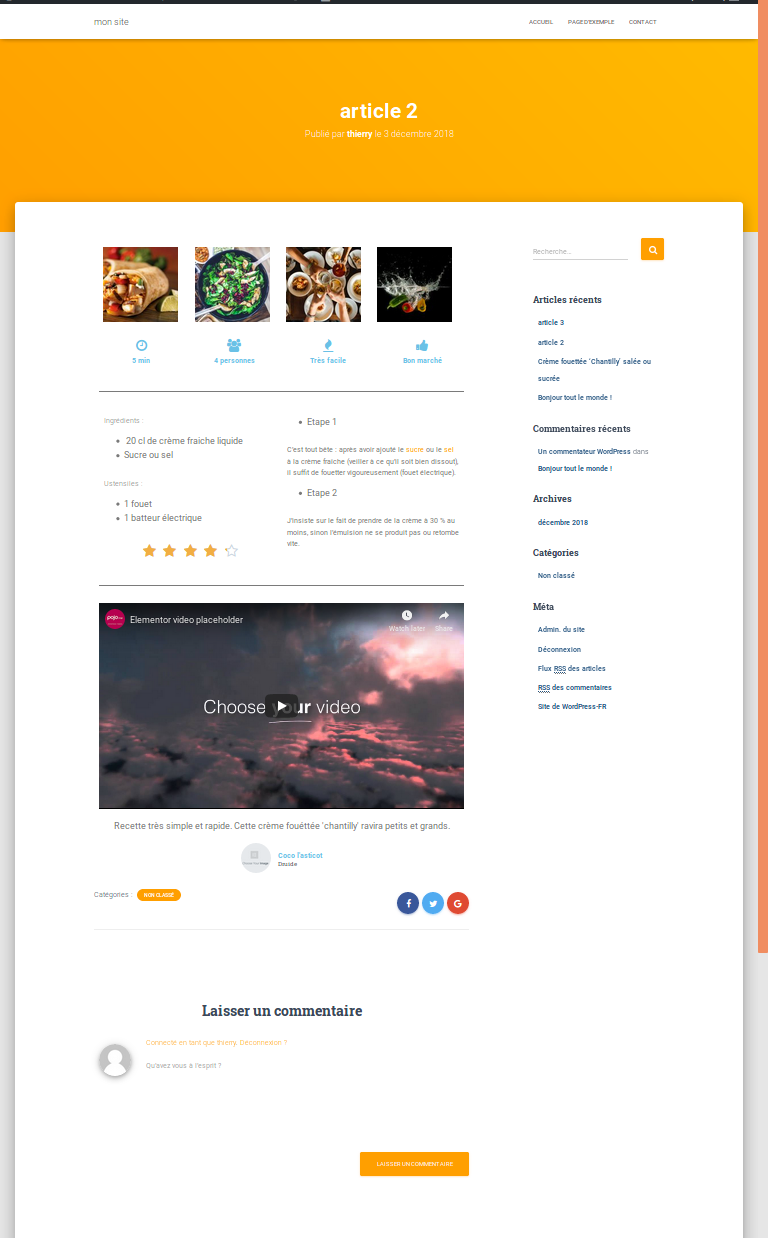 mon site
ACCUEIL PAGE D'EXEMPLE CONTACT
article 2
Publié par thierry le 3 décembre 2018
5 min
4 personnes
Très facile
Bon marché
Ingrédients :
20 cl de crème fraiche liquide
Sucre ou sel
Ustensiles :
1 fouet
1 batteur électrique
Etape 1
C'est tout bête : après avoir ajouté le sucre ou le sel
à la crème fraiche (veiller à ce qu'il soit bien dissout),
il suffit de fouetter vigoureusement (fouet électrique).
Etape 2
J'insiste sur le fait de prendre de la crème à 30 % au
moins, sinon l'émulsion ne se produit pas ou retombe
vite.
Elementor video placeholder
Watch later Share
Choose your video
Recette très simple et rapide. Cette crème fouéttée 'chantilly' ravira petits et grands.
Coco l'asticot
Druide
Catégories : NON CLASSÉ
Laisser un commentaire
Connecté en tant que thierry. Déconnexion ?
Qu'avez vous à l'esprit ?
LAISSER UN COMMENTAIRE
Recherche…
Articles récents
article 3
article 2
Crème fouettée 'Chantilly' salée ou
sucrée
Bonjour tout le monde !
Commentaires récents
Un commentateur WordPress dans
Bonjour tout le monde !
Archives
décembre 2018
Catégories
Non classé
Méta
Admin. du site
Déconnexion
Flux RSS des articles
RSS des commentaires
Site de WordPress-FR